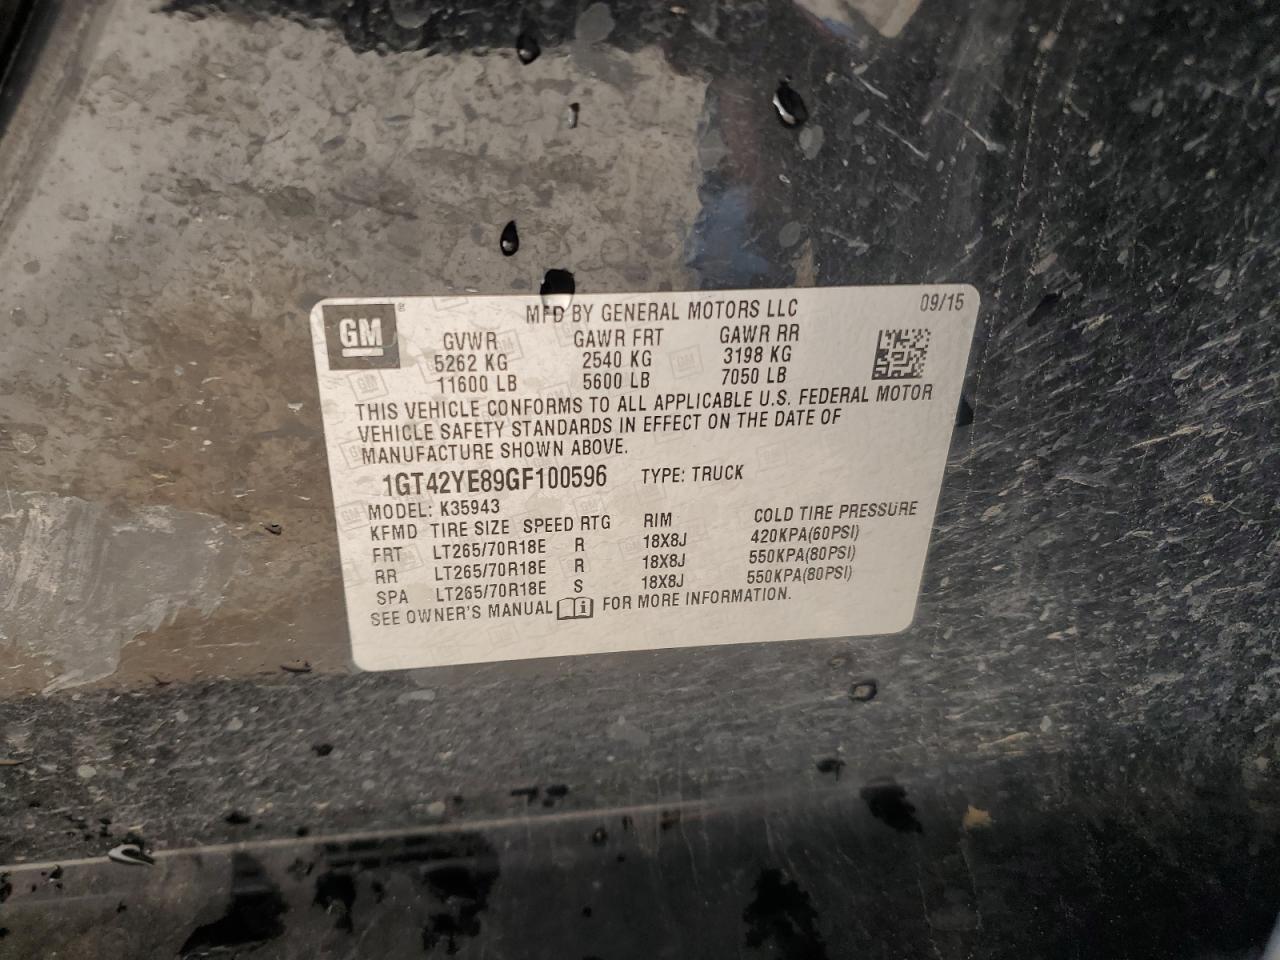 GM ®
MFD BY GENERAL MOTORS LLC 09/15
GVWR GAWR FRT GAWR RR
5262 KG 2540 KG 3198 KG
11600 LB 5600 LB 7050 LB
THIS VEHICLE CONFORMS TO ALL APPLICABLE U.S. FEDERAL MOTOR
VEHICLE SAFETY STANDARDS IN EFFECT ON THE DATE OF
MANUFACTURE SHOWN ABOVE.
1GT42YE89GF100596 TYPE: TRUCK
MODEL: K35943
KFMD TIRE SIZE SPEED RTG RIM COLD TIRE PRESSURE
FRT LT265/70R18E R 18X8J 420KPA(60PSI)
RR LT265/70R18E R 18X8J 550KPA(80PSI)
SPA LT265/70R18E S 18X8J 550KPA(80PSI)
SEE OWNER'S MANUAL FOR MORE INFORMATION.